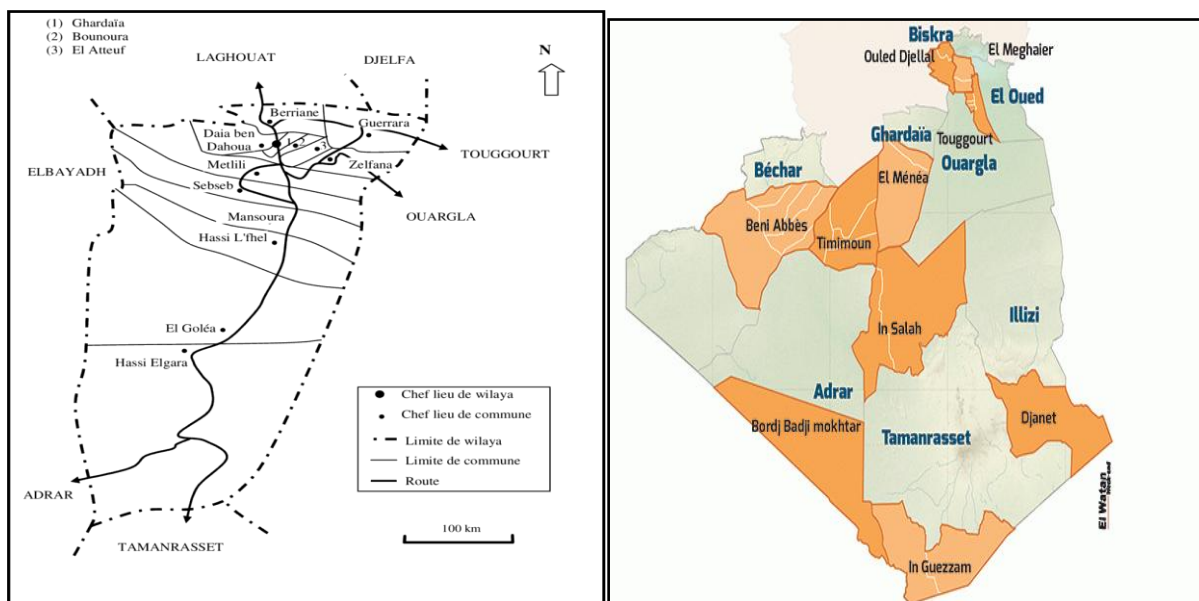 (1) Ghardaïa
(2) Bounoura
(3) El Atteuf
N
LAGHOUAT
DJELFA
Berriane
Guerrara
Daia ben
Dahoua
1
2
3
TOUGGOURT
Metlili
Zelfana
ELBAYADH
Sebseb
OUARGLA
Mansoura
Hassi L'fhel
El Goléa
Hassi Elgara
Chef lieu de wilaya
Chef lieu de commune
Limite de wilaya
Limite de commune
Route
ADRAR
100 km
TAMANRASSET
Biskra
Ouled Djellal
El Meghaier
El Oued
Ghardaïa
Touggourt
Ouargla
Béchar
El Ménéa
Beni Abbès
Timimoun
Illizi
In Salah
Adrar
Djanet
Bordj Badji mokhtar
Tamanrasset
El Watan
Week-end
In Guezzam